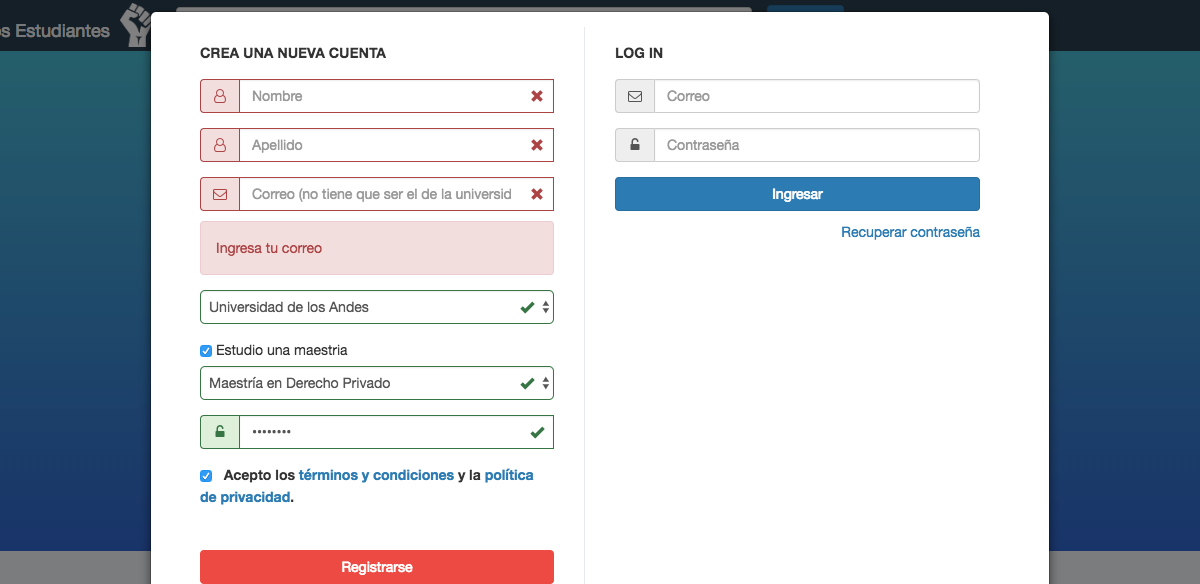 s Estudiantes
CREA UNA NUEVA CUENTA
Nombre
Apellido
Correo (no tiene que ser el de la universid
Ingresa tu correo
Universidad de los Andes
Estudio una maestria
Maestría en Derecho Privado
••••••••
Acepto los términos y condiciones y la política
de privacidad.
Registrarse
LOG IN
Correo
Contraseña
Ingresar
Recuperar contraseña